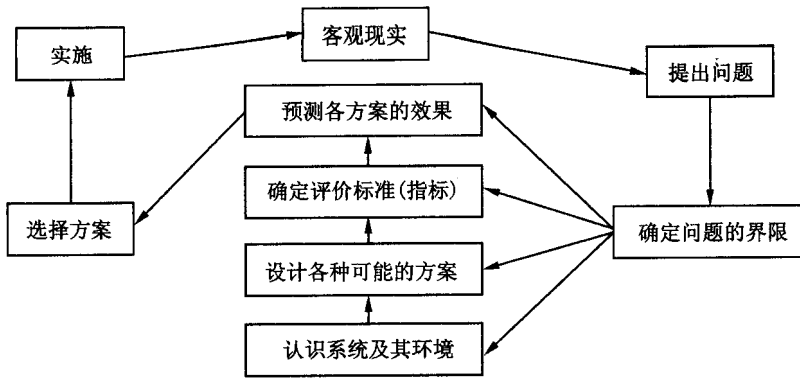 客观现实
实施
提出问题
预测各方案的效果
确定评价标准(指标)
选择方案
确定问题的界限
设计各种可能的方案
认识系统及其环境